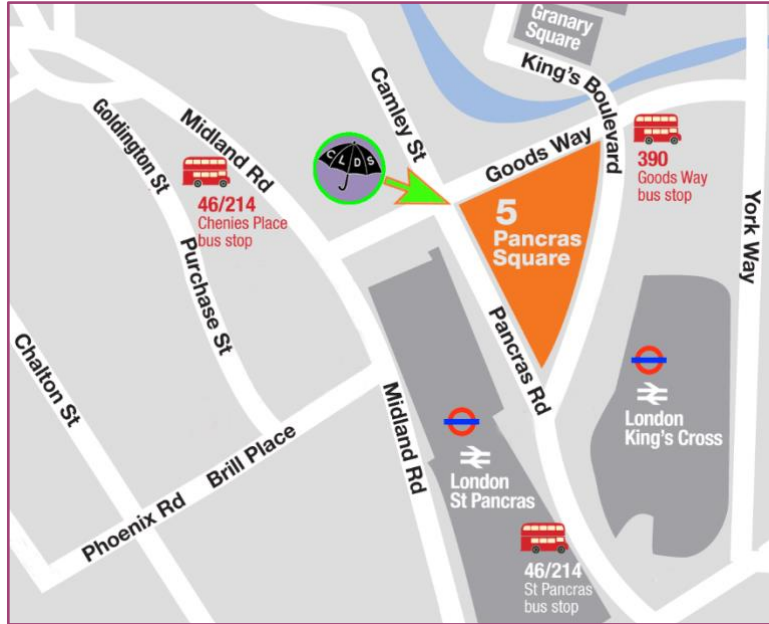 Granary
Square
King's Boulevard
Camley St
Goldington St
Midland Rd
CLDS
Goods Way
390
Goods Way
bus stop
46/214
Chenies Place
bus stop
5
Pancras
Square
York Way
Purchase St
Pancras Rd
Chalton St
Midland Rd
London
King's Cross
Brill Place
London
St Pancras
Phoenix Rd
46/214
St Pancras
bus stop